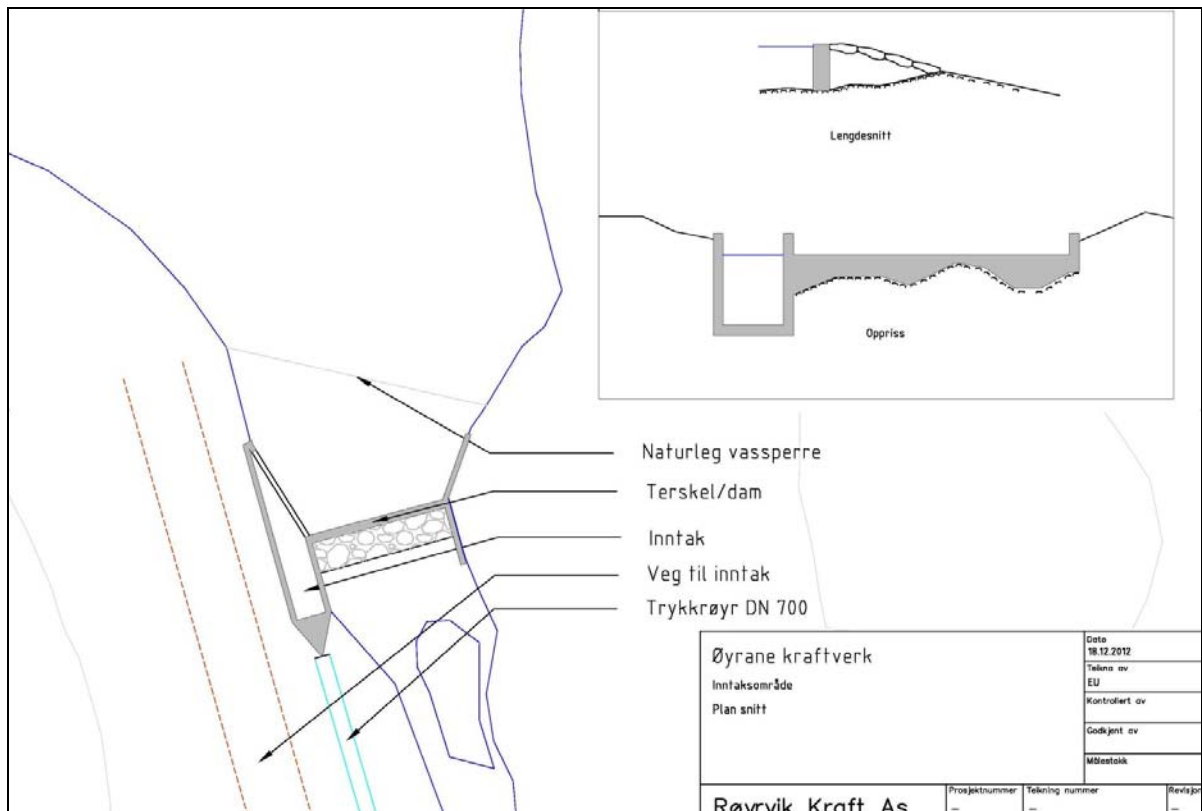 Lengdesnitt
Oppriss
Naturleg vassperre
Terskel/dam
Inntak
Veg til inntak
Trykkrøyr DN 700
Øyrane kraftverk
Inntaksområde
Plan snitt
Dato
18.12.2012
Teikna av
EU
Kontrollert av
Godkjent av
Målestokk
Røyrvik Kraft As
Prosjektnummer
–
Teikning nummer
–
Revisjon
–